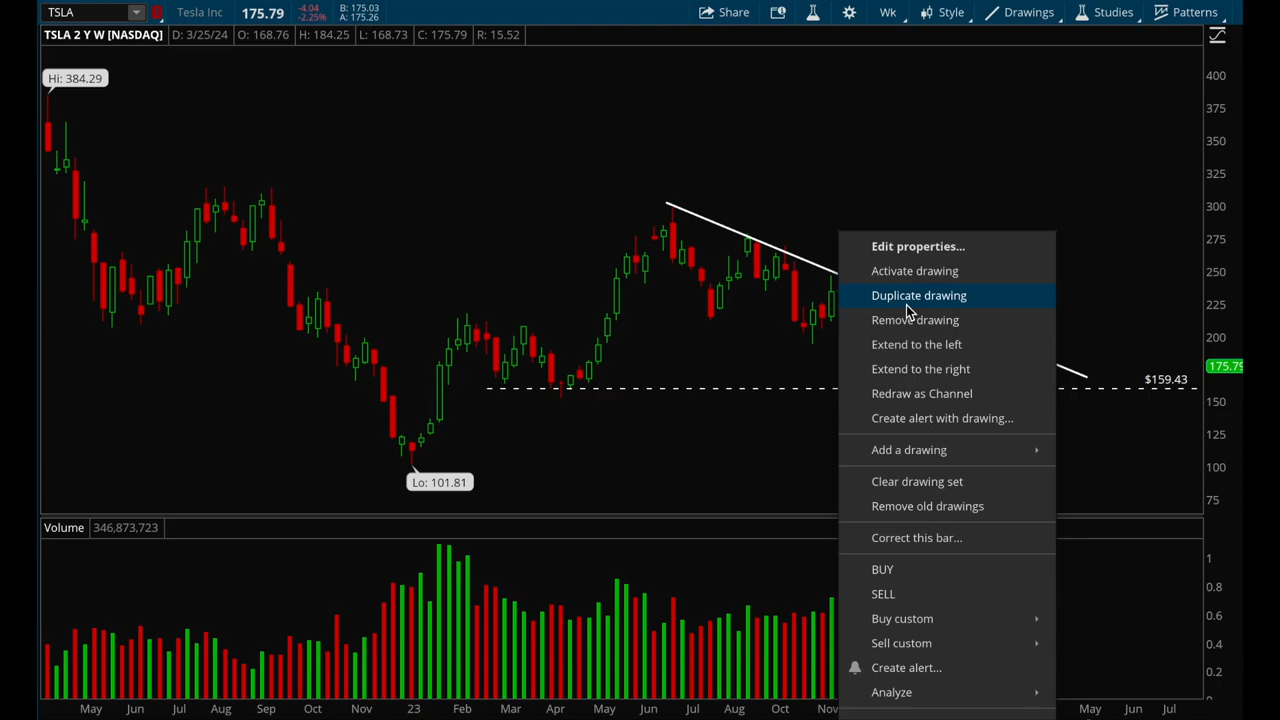 TSLA Tesla Inc 175.79 -4.04 -2.25% B: 175.03 A: 175.26 Share Wk Style Drawings Studies Patterns
TSLA 2 Y W [NASDAQ] D: 3/25/24 O: 168.76 H: 184.25 L: 168.73 C: 175.79 R: 15.52
Hi: 384.29
400
375
350
325
300
275
250
225
200
175.79
150
125
100
75
$159.43
Lo: 101.81
Edit properties...
Activate drawing
Duplicate drawing
Remove drawing
Extend to the left
Extend to the right
Redraw as Channel
Create alert with drawing...
Add a drawing
Clear drawing set
Remove old drawings
Correct this bar...
BUY
SELL
Buy custom
Sell custom
Create alert...
Analyze
Volume 346,873,723
1
0.8
0.6
0.4
0.2
May Jun Jul Aug Sep Oct Nov 23 Feb Mar Apr May Jun Jul Aug Oct Nov May Jun Jul